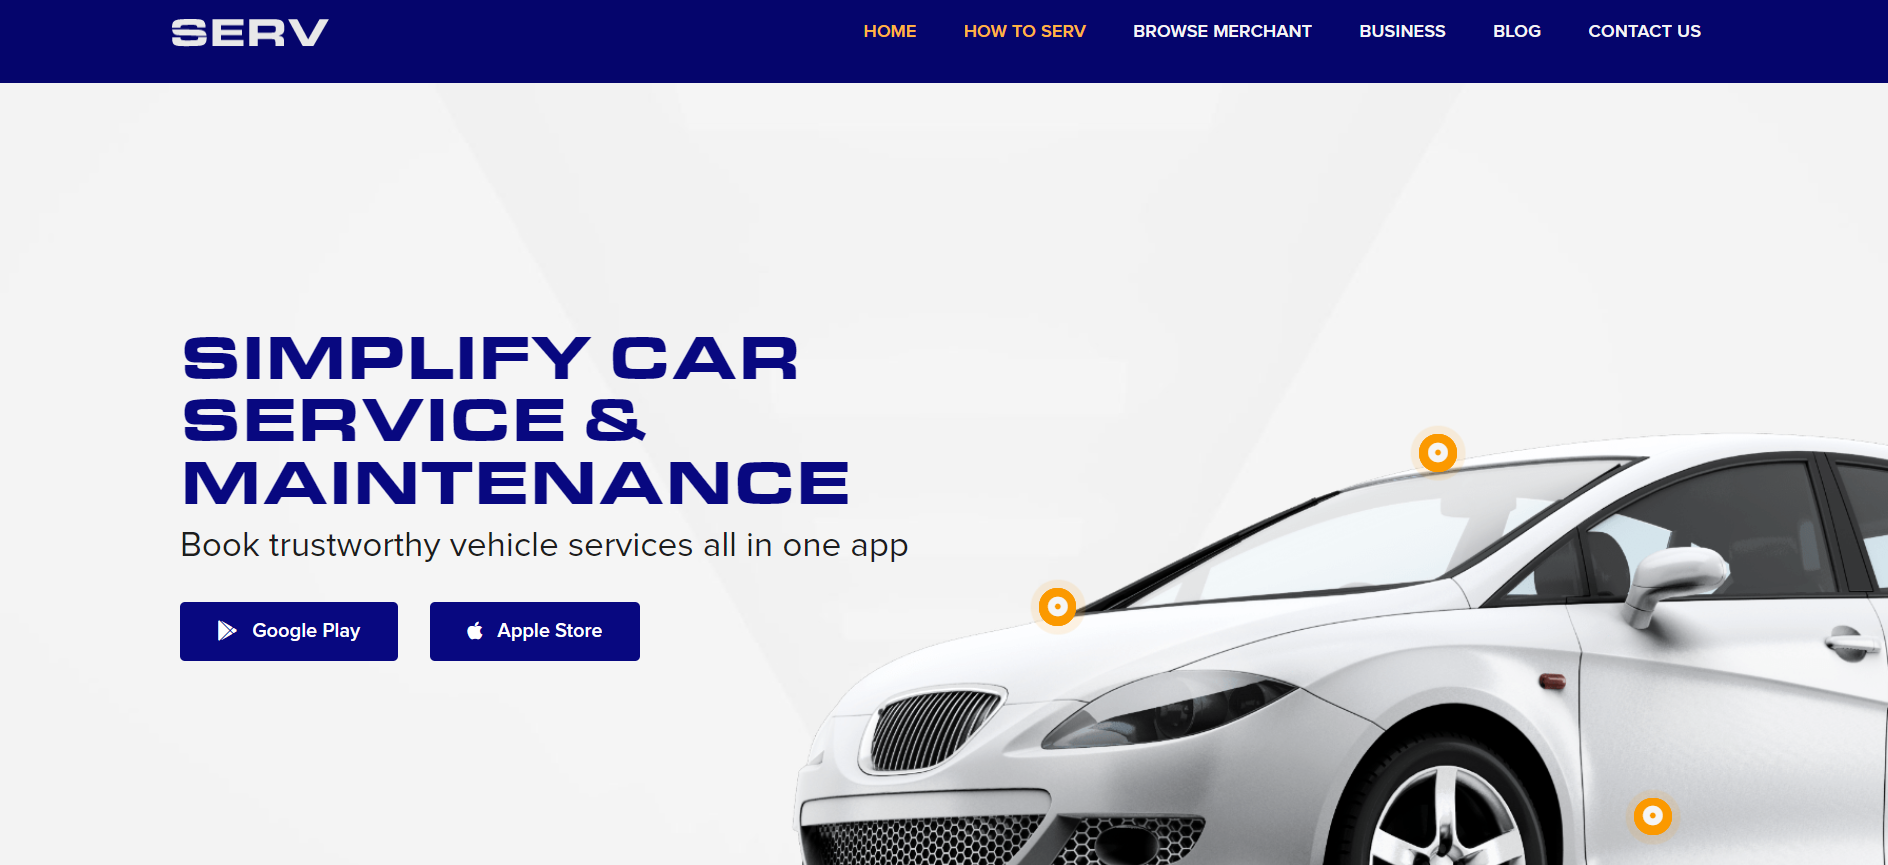 SERV
HOME HOW TO SERV BROWSE MERCHANT BUSINESS BLOG CONTACT US
SIMPLIFY CAR
SERVICE &
MAINTENANCE
Book trustworthy vehicle services all in one app
Google Play Apple Store